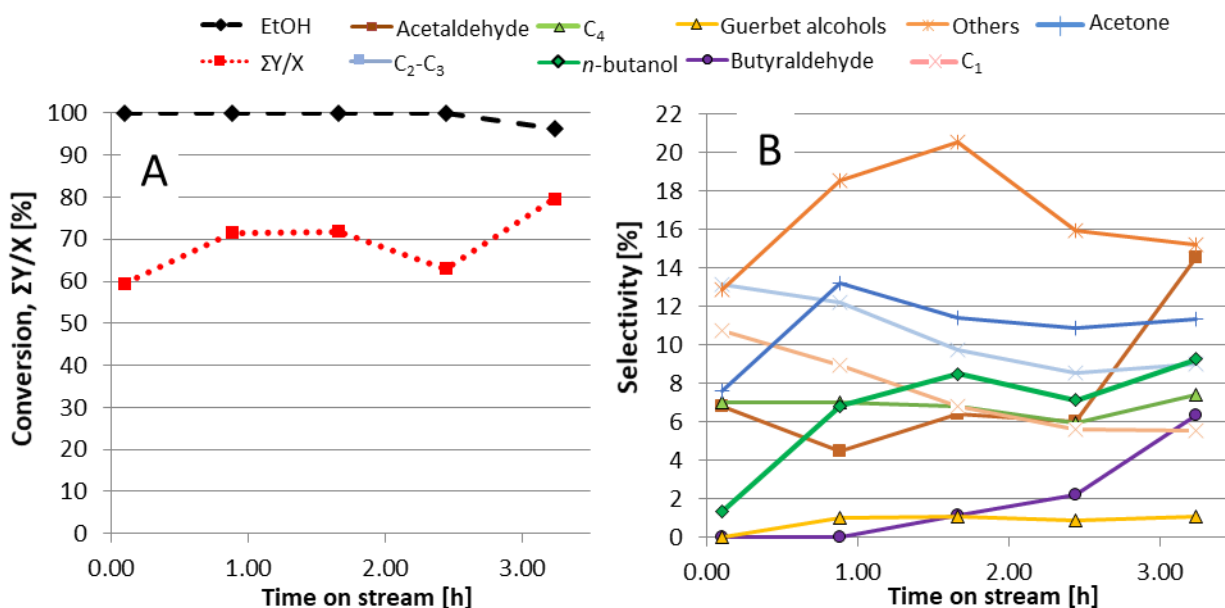 EtOH Acetaldehyde C₄ Guerbet alcohols Others Acetone
ΣY/X C₂-C₃ n-butanol Butyraldehyde C₁
A
Conversion, ΣY/X [%]
100
90
80
70
60
50
40
30
20
10
0
0.00 1.00 2.00 3.00
Time on stream [h]
B
Selectivity [%]
22
20
18
16
14
12
10
8
6
4
2
0
0.00 1.00 2.00 3.00
Time on stream [h]